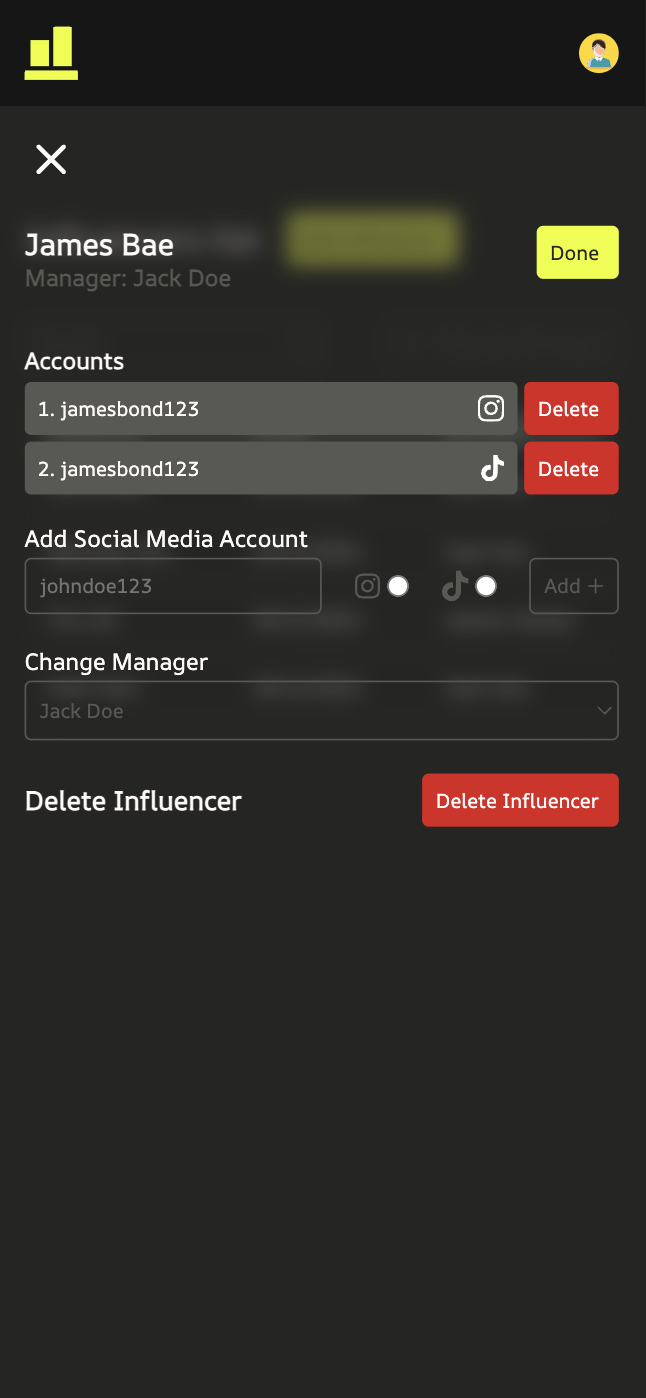 James Bae
Done
Manager: Jack Doe
Accounts
1. jamesbond123
Delete
2. jamesbond123
Delete
Add Social Media Account
johndoe123
Add +
Change Manager
Jack Doe
Delete Influencer
Delete Influencer